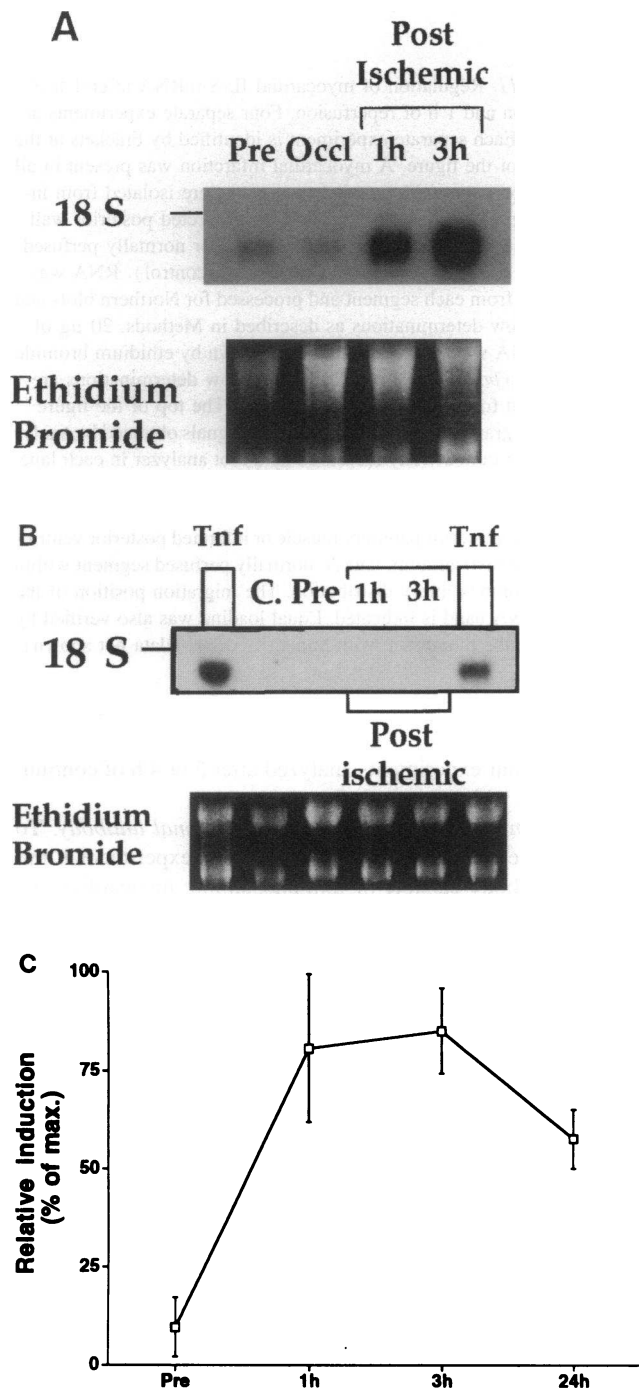 A
Post
Ischemic
Pre Occl 1h 3h
18 S
Ethidium
Bromide
B
Tnf
Tnf
C. Pre 1h 3h
18 S
Post
ischemic
Ethidium
Bromide
C
100
75
50
25
0
Relative Induction
(% of max.)
Pre 1h 3h 24h